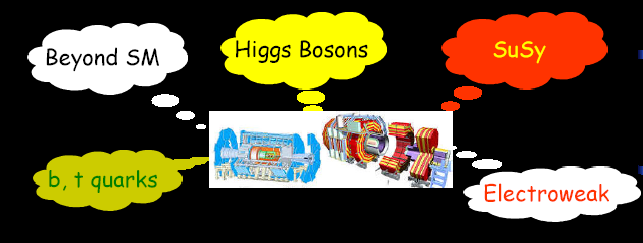 Beyond SM
Higgs Bosons
SuSy
b, t quarks
Electroweak